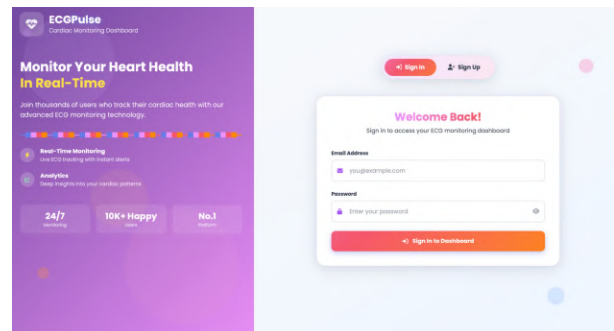 ECGPulse
Cardiac Monitoring Dashboard
Monitor Your Heart Health
In Real-Time
Join thousands of users who track their cardiac health with our
advanced ECG monitoring technology.
Real-Time Monitoring
Live ECG tracking with instant alerts
Analytics
Deep insights into your cardiac patterns
24/7
Monitoring
10K+ Happy
Users
No.1
Platform
Sign In
Sign Up
Welcome Back!
Sign in to access your ECG monitoring dashboard
Email Address
you@example.com
Password
Enter your password
Sign In to Dashboard